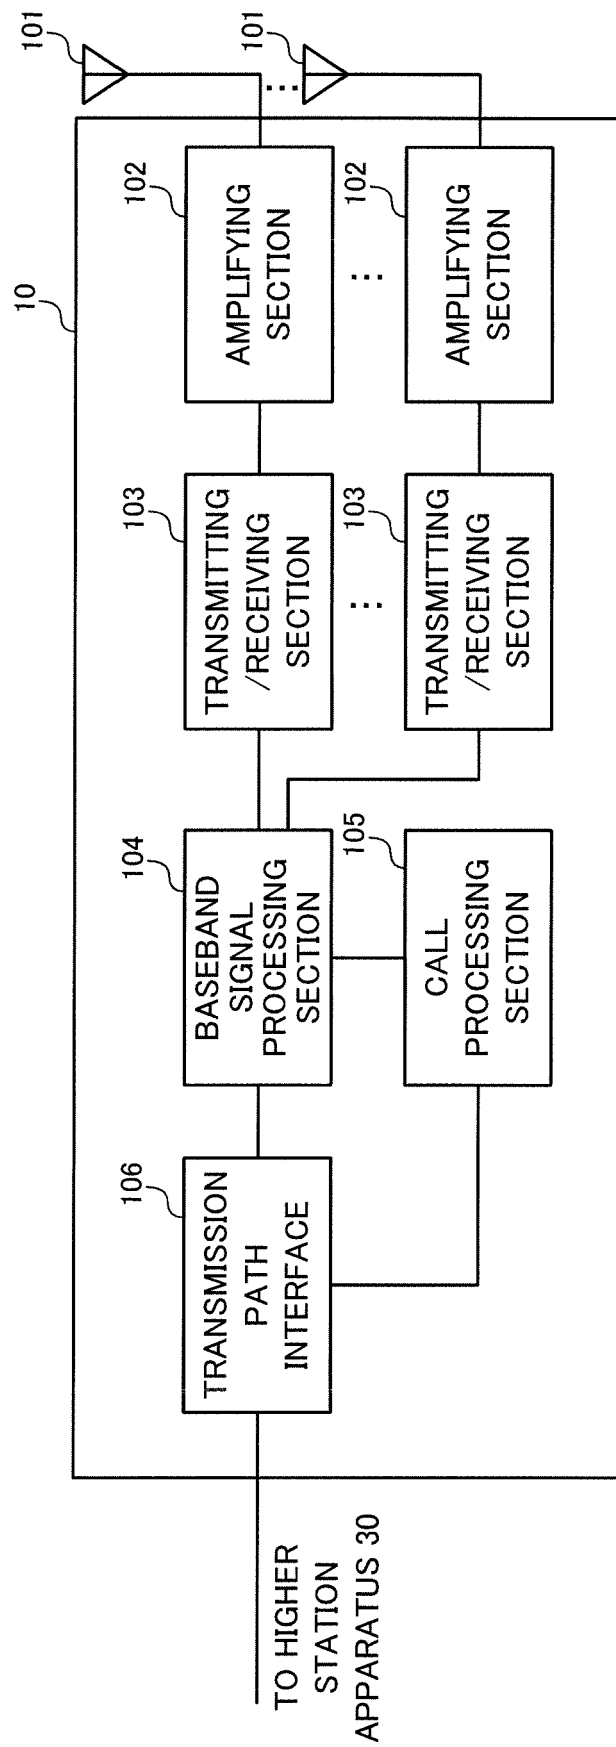 10
101
101
102
AMPLIFYING
SECTION
102
AMPLIFYING
SECTION
103
TRANSMITTING
/RECEIVING
SECTION
103
TRANSMITTING
/RECEIVING
SECTION
104
BASEBAND
SIGNAL
PROCESSING
SECTION
105
CALL
PROCESSING
SECTION
106
TRANSMISSION
PATH
INTERFACE
TO HIGHER
STATION
APPARATUS 30